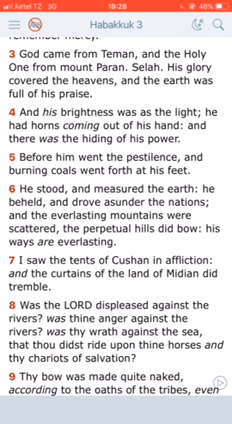 Airtel TZ 3G 19:28 48%
Habakkuk 3
remember mercy.
3 God came from Teman, and the Holy
One from mount Paran. Selah. His glory
covered the heavens, and the earth was
full of his praise.
4 And his brightness was as the light; he
had horns coming out of his hand: and
there was the hiding of his power.
5 Before him went the pestilence, and
burning coals went forth at his feet.
6 He stood, and measured the earth: he
beheld, and drove asunder the nations;
and the everlasting mountains were
scattered, the perpetual hills did bow: his
ways are everlasting.
7 I saw the tents of Cushan in affliction:
and the curtains of the land of Midian did
tremble.
8 Was the LORD displeased against the
rivers? was thine anger against the
rivers? was thy wrath against the sea,
that thou didst ride upon thine horses and
thy chariots of salvation?
9 Thy bow was made quite naked,
according to the oaths of the tribes, even